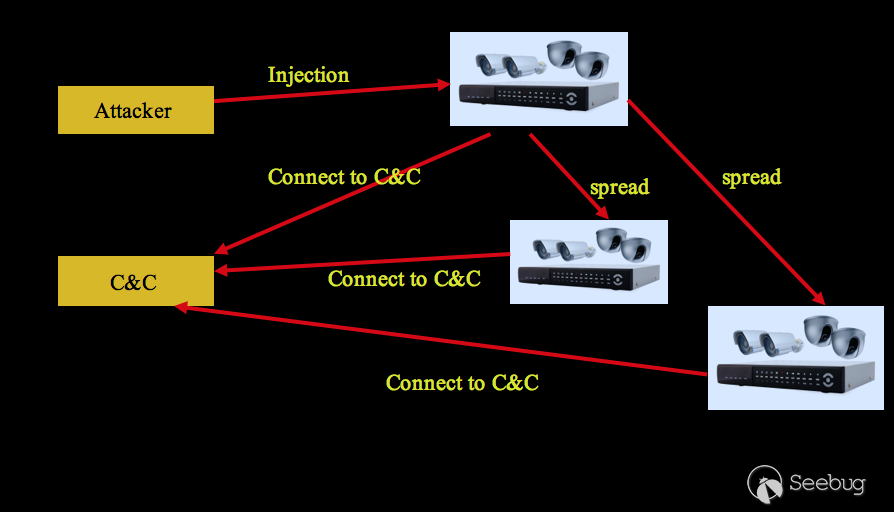 Injection
Attacker
Connect to C&C
spread
spread
C&C
Connect to C&C
Connect to C&C
Seebug